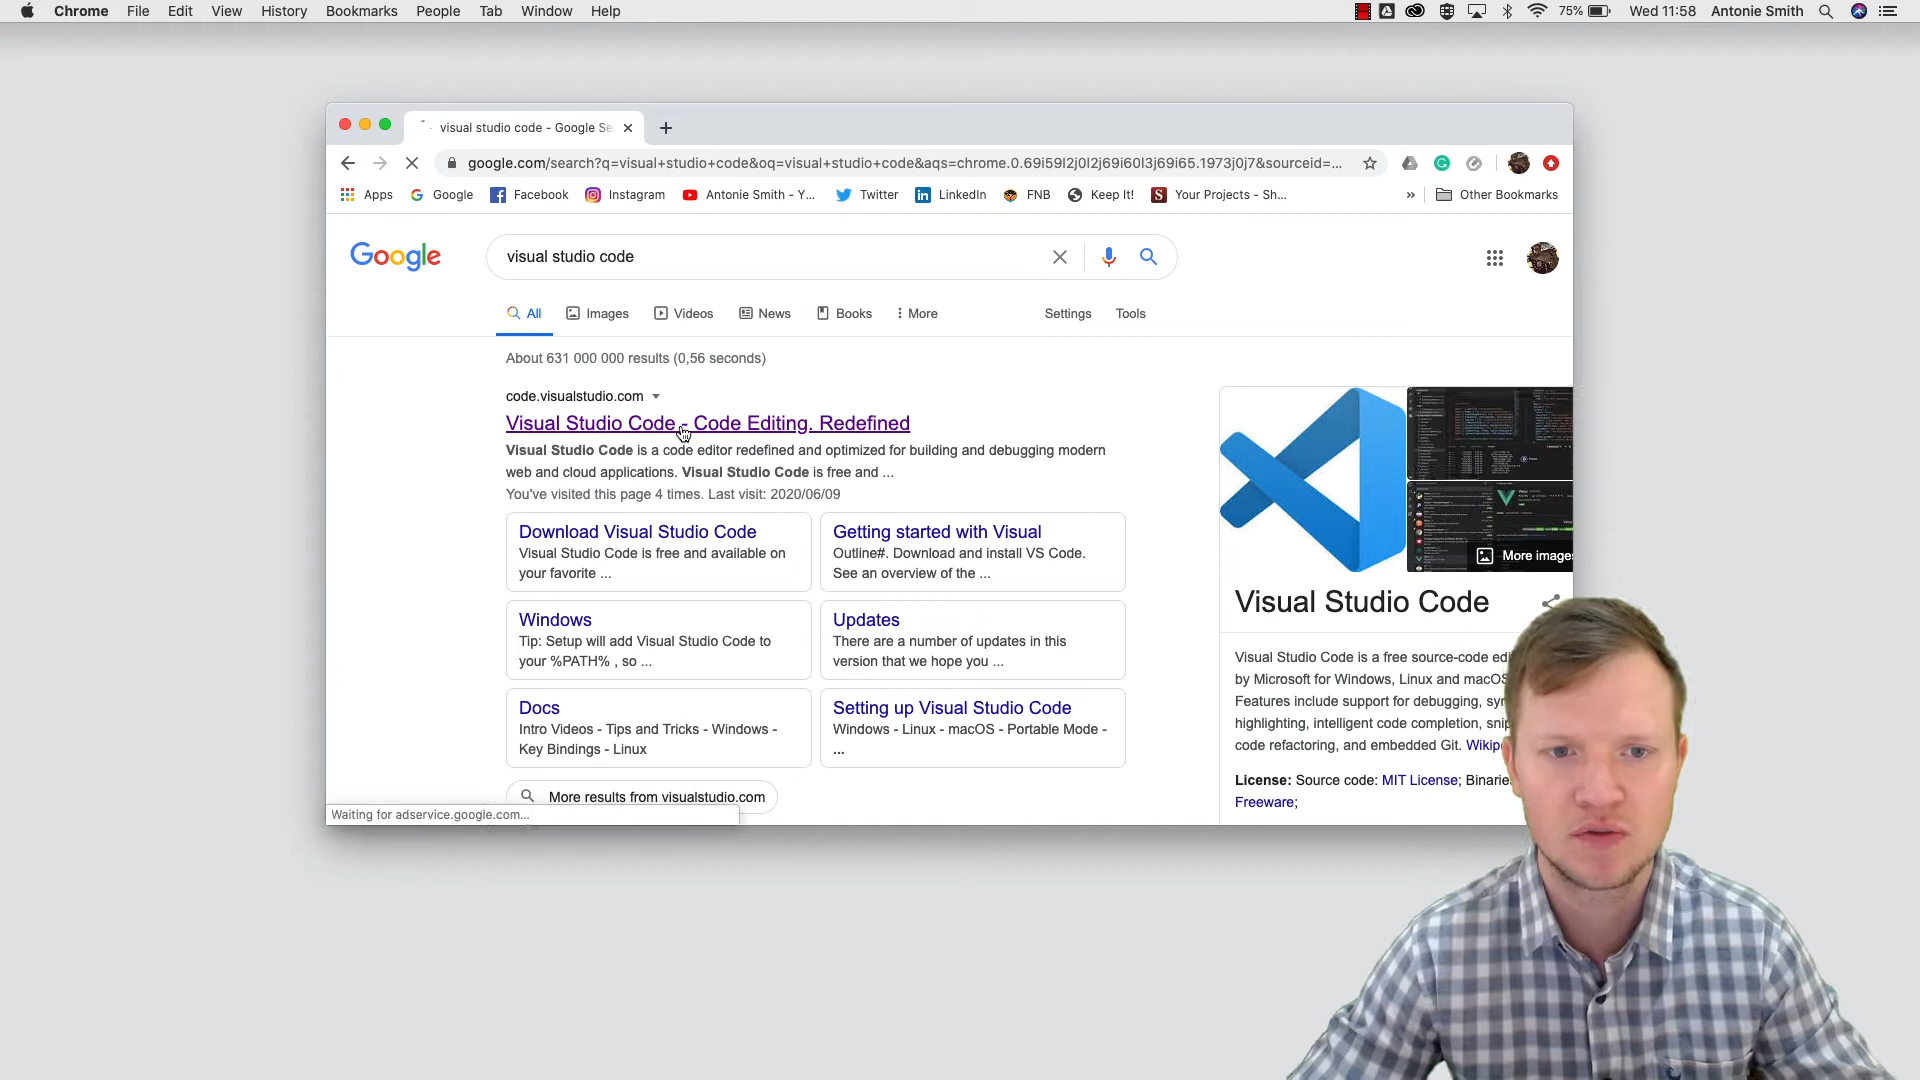 Chrome File Edit View History Bookmarks People Tab Window Help
75% Wed 11:58 Antonie Smith
visual studio code - Google Se
google.com/search?q=visual+studio+code&oq=visual+studio+code&aqs=chrome.0.69i59l2j0l2j69i60l3j69i65.1973j0j7&sourceid=...
Apps Google Facebook Instagram Antonie Smith - Y... Twitter LinkedIn FNB Keep It! Your Projects - Sh... » Other Bookmarks
Google visual studio code
All Images Videos News Books More Settings Tools
About 631 000 000 results (0,56 seconds)
code.visualstudio.com
Visual Studio Code - Code Editing. Redefined
Visual Studio Code is a code editor redefined and optimized for building and debugging modern
web and cloud applications. Visual Studio Code is free and ...
You've visited this page 4 times. Last visit: 2020/06/09
Download Visual Studio Code
Visual Studio Code is free and available on
your favorite ...
Getting started with Visual
Outline#. Download and install VS Code.
See an overview of the ...
Windows
Tip: Setup will add Visual Studio Code to
your %PATH% , so ...
Updates
There are a number of updates in this
version that we hope you ...
Docs
Intro Videos - Tips and Tricks - Windows -
Key Bindings - Linux
Setting up Visual Studio Code
Windows - Linux - macOS - Portable Mode -
...
More results from visualstudio.com
Waiting for adservice.google.com...
More images
Visual Studio Code
Visual Studio Code is a free source-code edi
by Microsoft for Windows, Linux and macOS
Features include support for debugging, syn
highlighting, intelligent code completion, snip
code refactoring, and embedded Git. Wikip
License: Source code: MIT License; Binaries
Freeware;